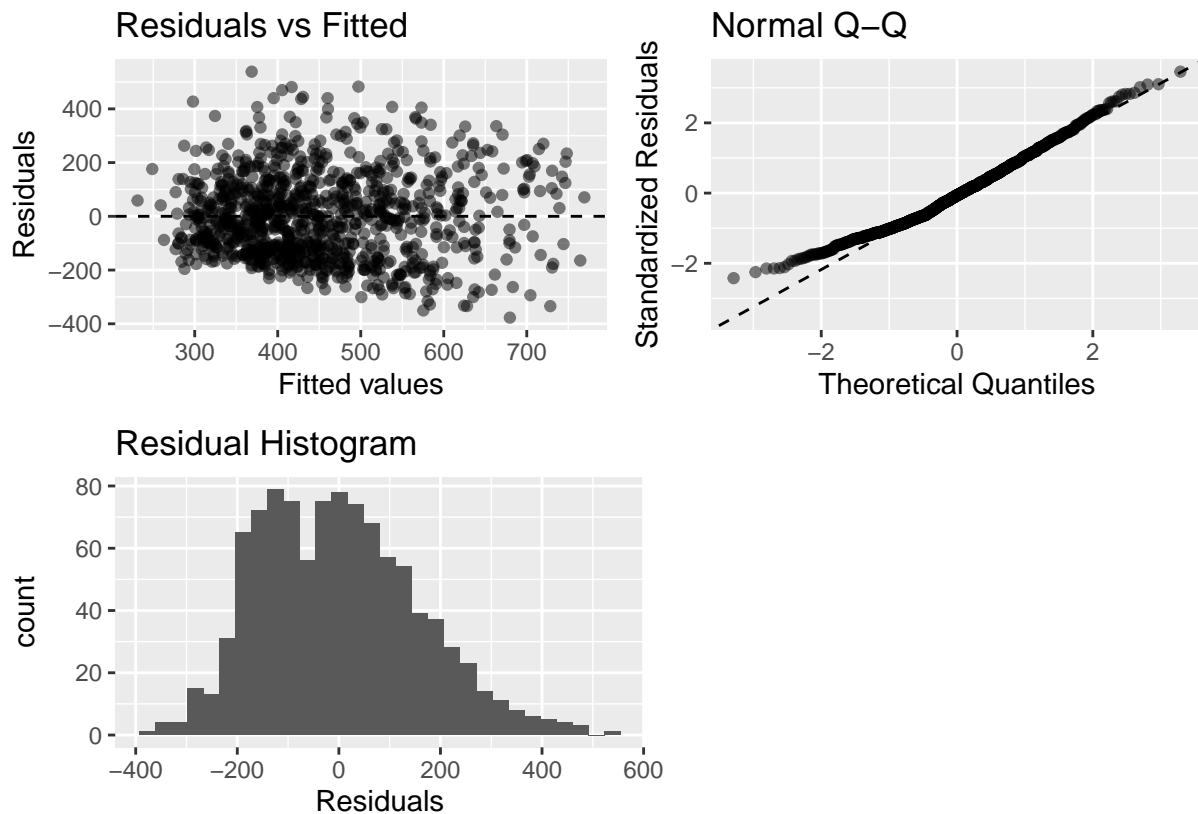 Residuals vs Fitted
Residuals
400
200
0
−200
−400
300 400 500 600 700
Fitted values
Normal Q−Q
Standardized Residuals
2
0
−2
−2 0 2
Theoretical Quantiles
Residual Histogram
count
80
60
40
20
0
−400 −200 0 200 400 600
Residuals